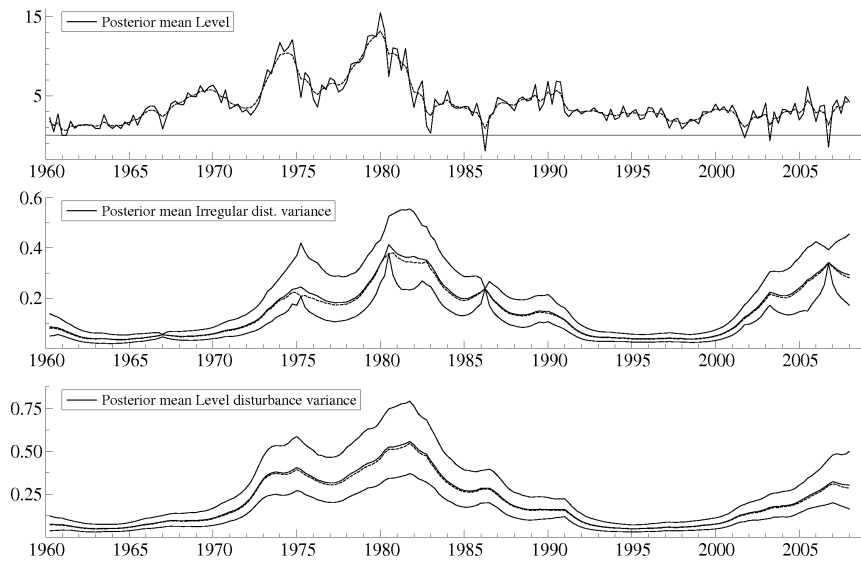 Posterior mean Level
15
5
1960 1965 1970 1975 1980 1985 1990 1995 2000 2005
Posterior mean Irregular dist. variance
0.6
0.4
0.2
1960 1965 1970 1975 1980 1985 1990 1995 2000 2005
Posterior mean Level disturbance variance
0.75
0.50
0.25
1960 1965 1970 1975 1980 1985 1990 1995 2000 2005